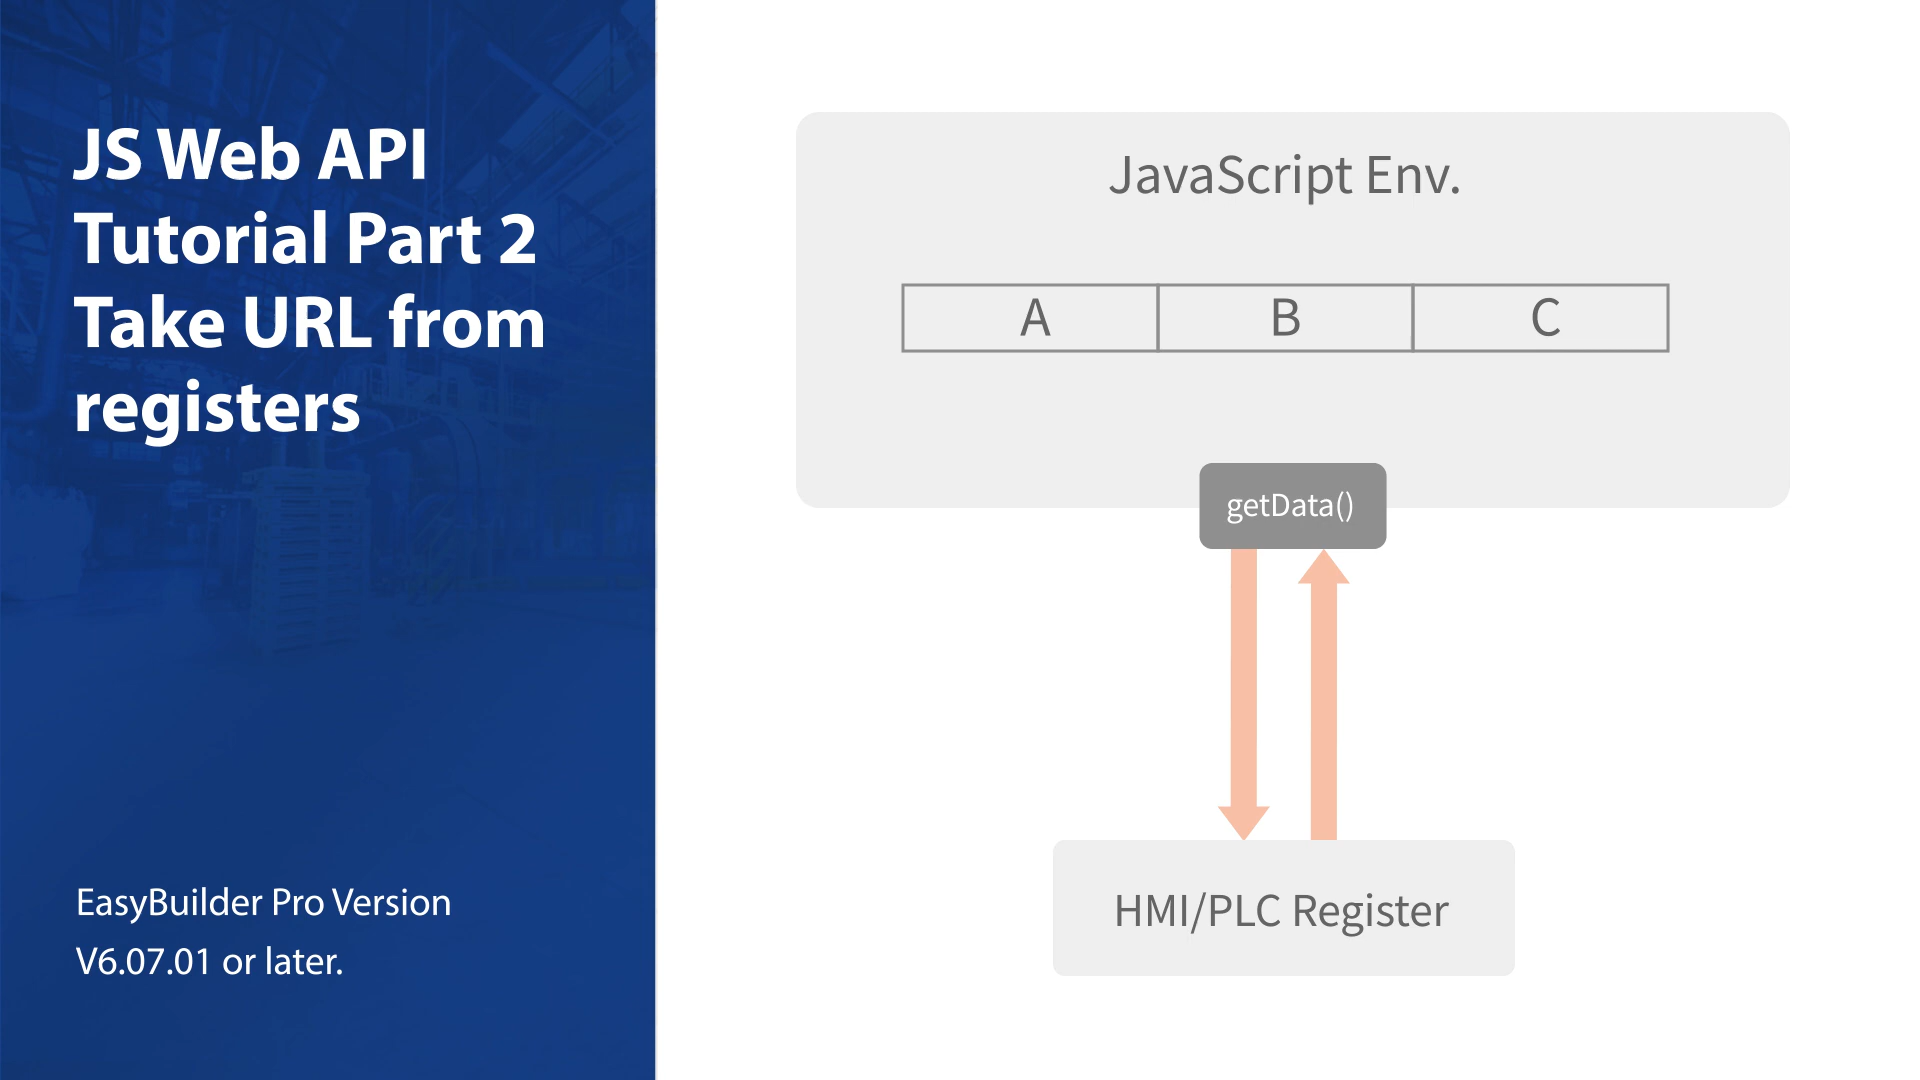 JS Web API
Tutorial Part 2
Take URL from
registers
EasyBuilder Pro Version
V6.07.01 or later.
JavaScript Env.
A B C
getData()
HMI/PLC Register